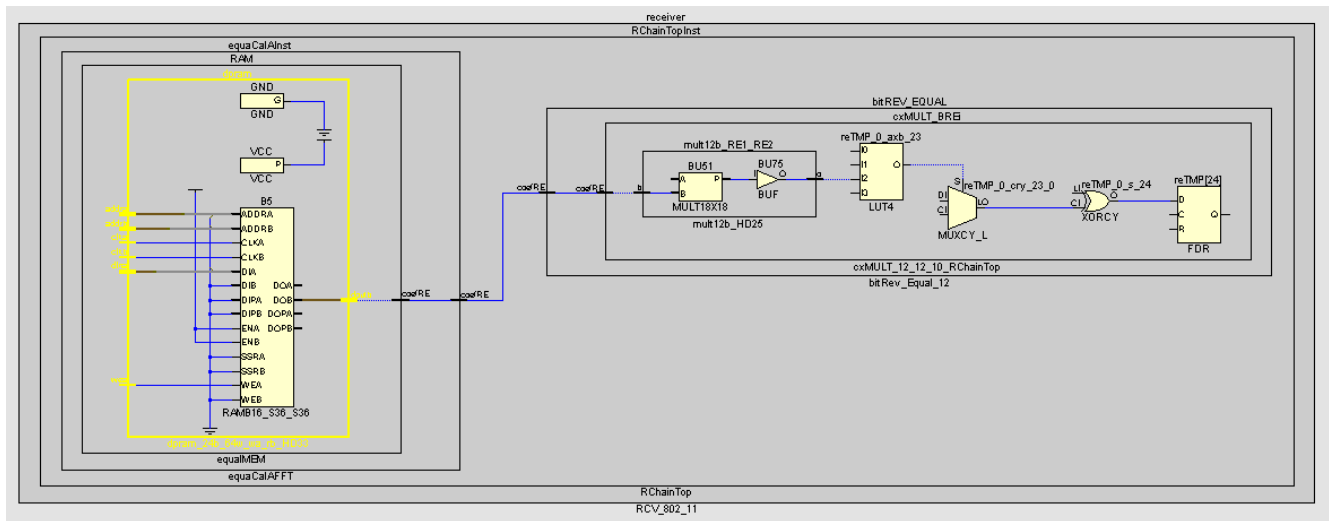 receiver
RChainTopInst
equaCalAInst
RAM
dpram
GND
G
GND
VCC
P
VCC
B5
ADDRA
ADDRB
CLKA
CLKB
DIA
DIB DOA
DIPA DOB
DIPB DOPA
ENA DOPB
ENB
SSRA
SSRB
WEA
WEB
RAMB16_S36_S36
equalMEM
equaCalAFFT
coefRE
coefRE
bitREV_EQUAL
cxMULT_BREi
mult12b_RE1_RE2
coefRE
coefRE
b
BU51
A P
B
MULT18X18
BU75
I O
BUF
a
mult12b_HD25
reTMP_0_axb_23
I0
I1 O
I2
I3
LUT4
S
reTMP_0_cry_23_0
DI LO
CI
MUXCY_L
reTMP_0_s_24
LI O
CI
XORCY
reTMP[24]
D
C Q
R
FDR
cxMULT_12_12_10_RChainTop
bitRev_Equal_12
RChainTop
RCV_802_11